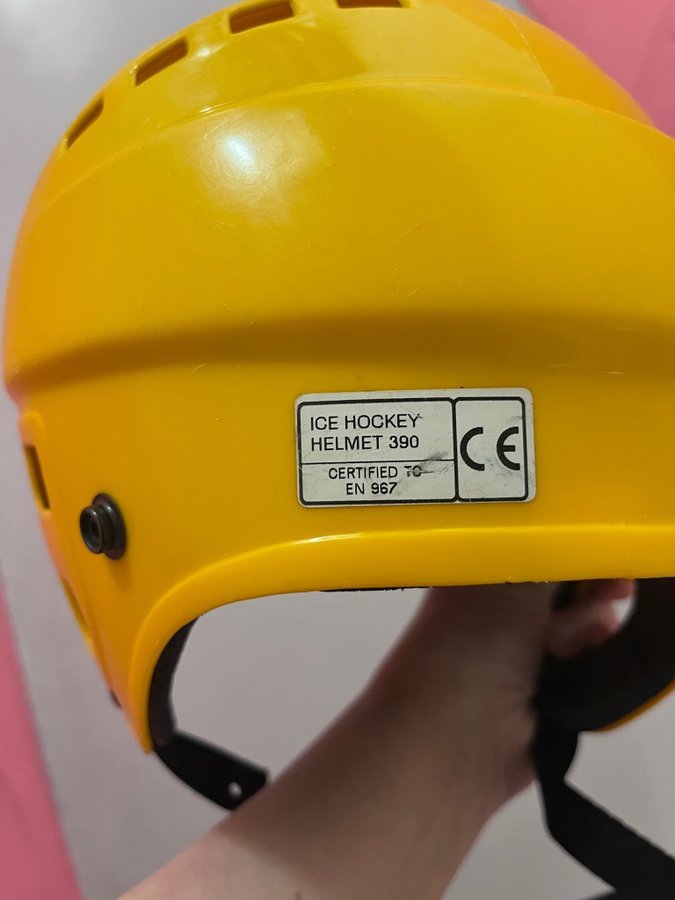 ICE HOCKEY
HELMET 390
CERTIFIED TO
EN 967
CE